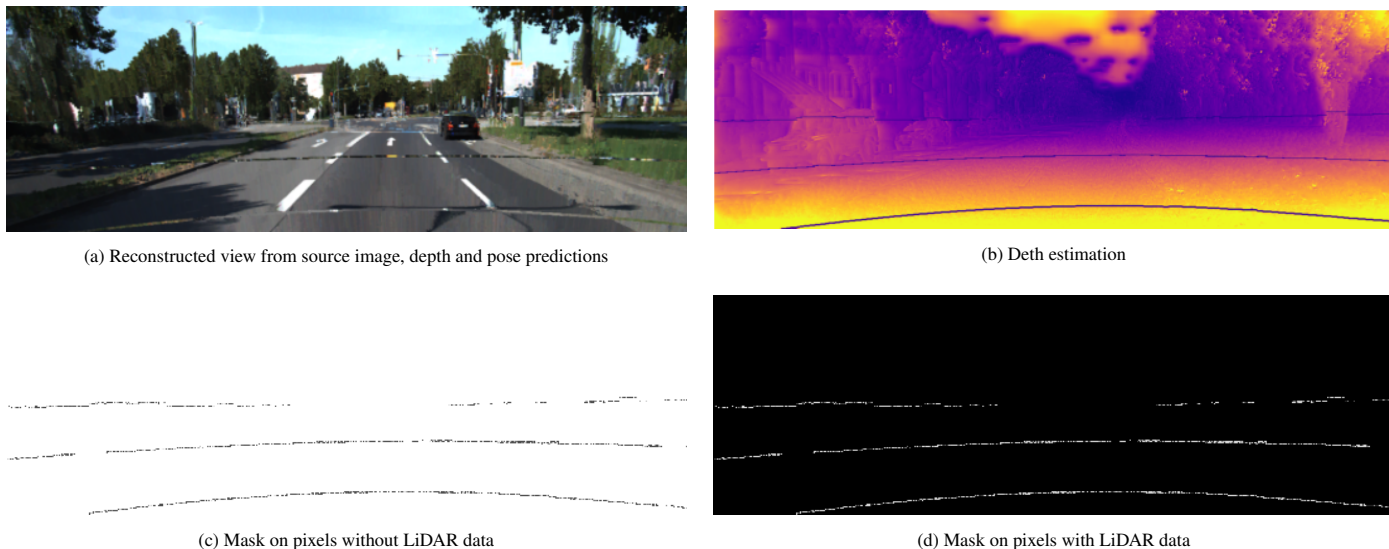 (a) Reconstructed view from source image, depth and pose predictions
(b) Deth estimation
(c) Mask on pixels without LiDAR data
(d) Mask on pixels with LiDAR data